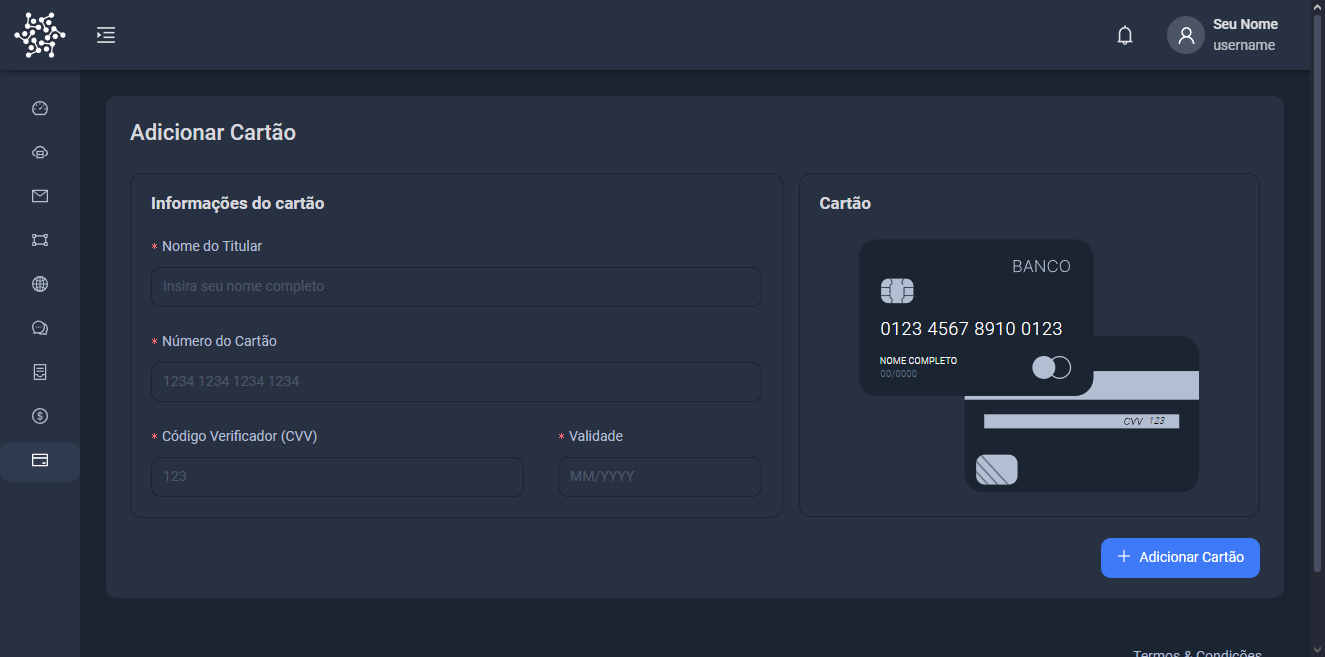 Seu Nome
username
Adicionar Cartão
Informações do cartão
* Nome do Titular
Insira seu nome completo
* Número do Cartão
1234 1234 1234 1234
* Código Verificador (CVV)
* Validade
123
MM/YYYY
Cartão
BANCO
0123 4567 8910 0123
NOME COMPLETO
00/0000
CVV 123
+ Adicionar Cartão
Termos & Condições